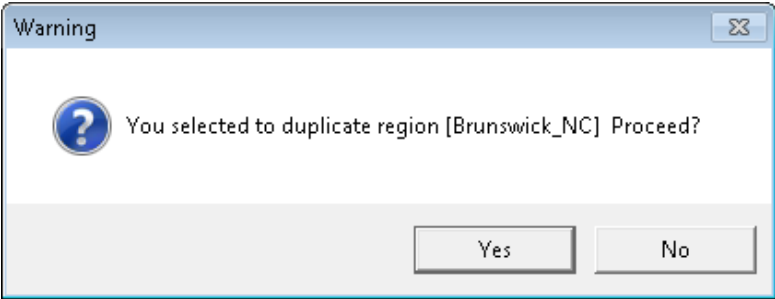 Warning
You selected to duplicate region [Brunswick_NC]  Proceed?
Yes
No